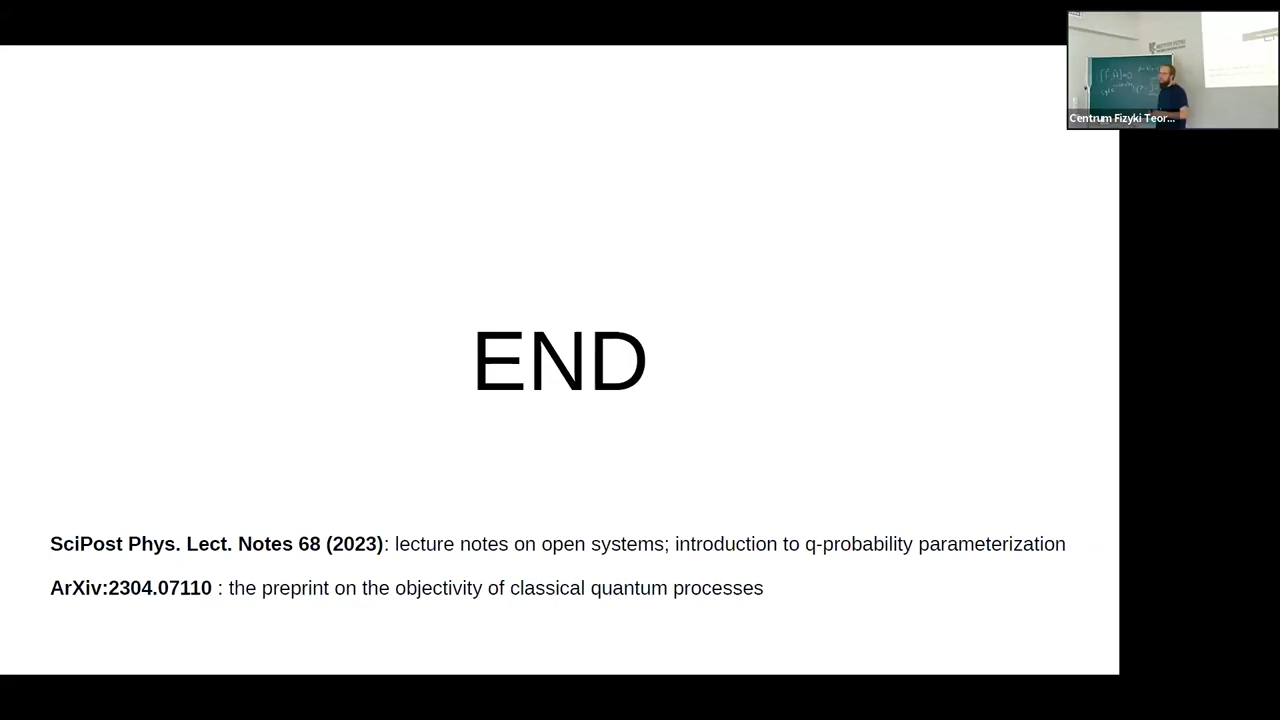 Centrum Fizyki Teor...
END
SciPost Phys. Lect. Notes 68 (2023): lecture notes on open systems; introduction to q-probability parameterization
ArXiv:2304.07110 : the preprint on the objectivity of classical quantum processes